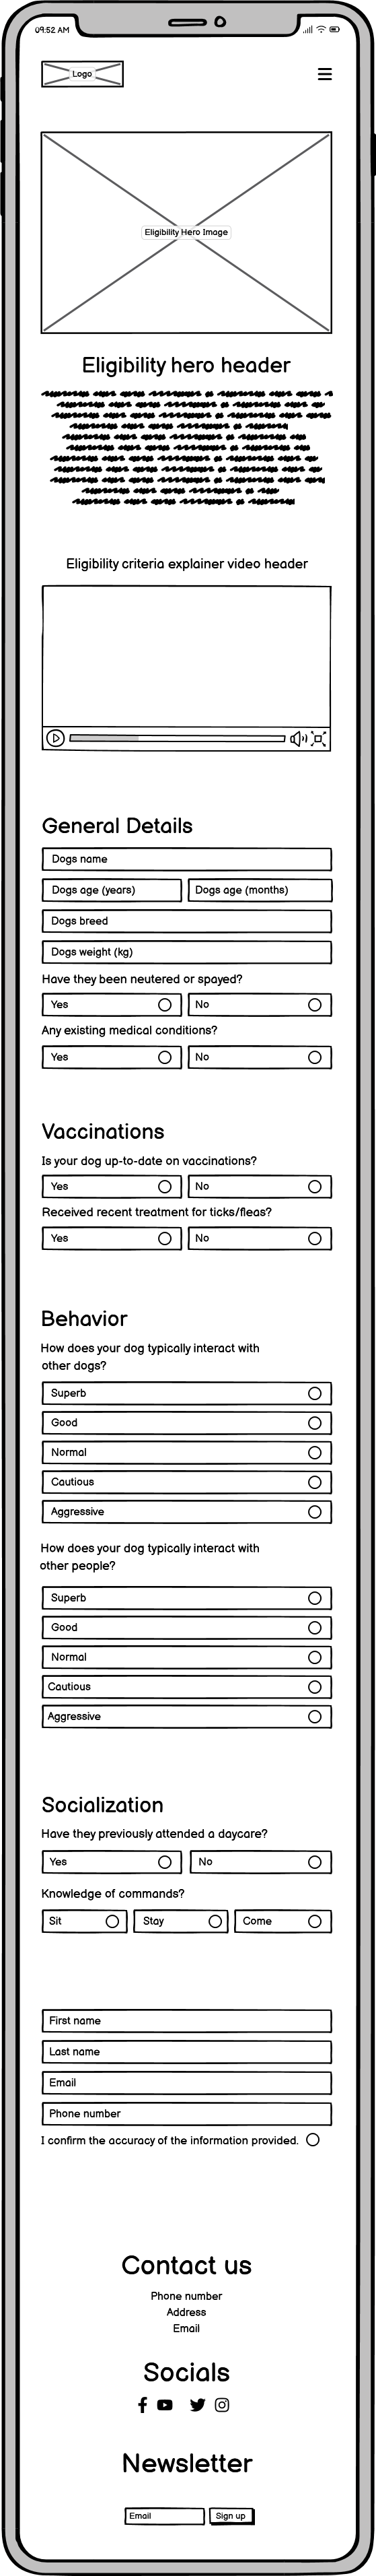 09:52 AM
Logo
Eligibility Hero Image
Eligibility hero header
Eligibility criteria explainer video header
General Details
Dogs name
Dogs age (years) Dogs age (months)
Dogs breed
Dogs weight (kg)
Have they been neutered or spayed?
Yes No
Any existing medical conditions?
Yes No
Vaccinations
Is your dog up-to-date on vaccinations?
Yes No
Received recent treatment for ticks/fleas?
Yes No
Behavior
How does your dog typically interact with
other dogs?
Superb
Good
Normal
Cautious
Aggressive
How does your dog typically interact with
other people?
Superb
Good
Normal
Cautious
Aggressive
Socialization
Have they previously attended a daycare?
Yes No
Knowledge of commands?
Sit Stay Come
First name
Last name
Email
Phone number
I confirm the accuracy of the information provided.
Contact us
Phone number
Address
Email
Socials
Newsletter
Email Sign up